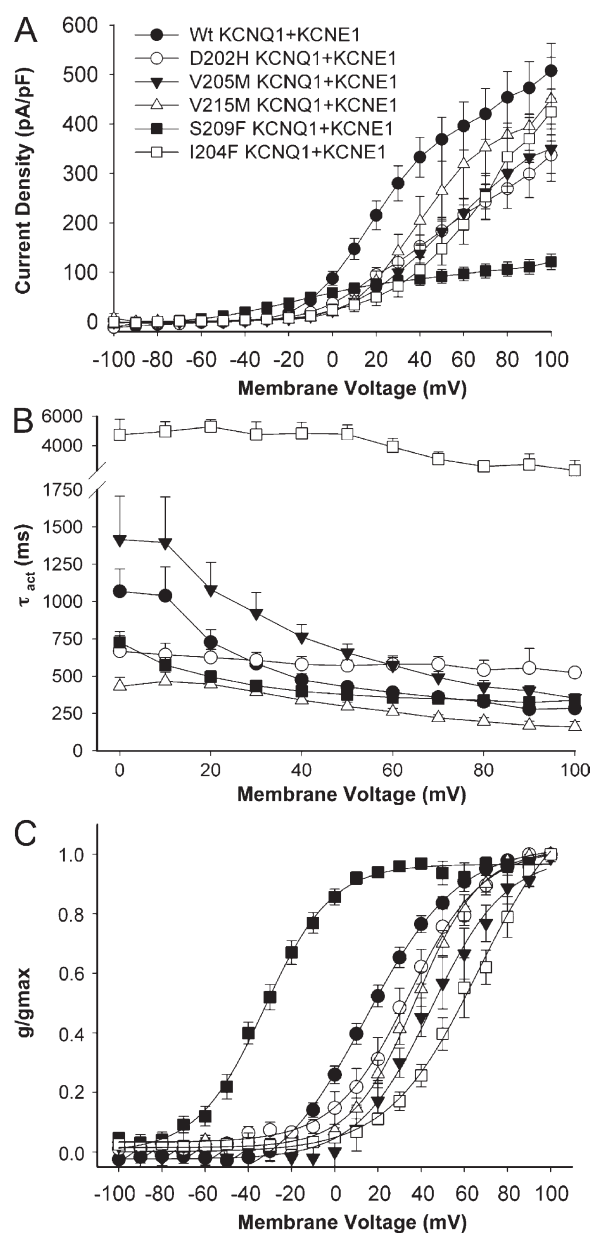 A
600
500
400
300
200
100
0
Current Density (pA/pF)
Wt KCNQ1+KCNE1
D202H KCNQ1+KCNE1
V205M KCNQ1+KCNE1
V215M KCNQ1+KCNE1
S209F KCNQ1+KCNE1
I204F KCNQ1+KCNE1
-100 -80 -60 -40 -20 0 20 40 60 80 100
Membrane Voltage (mV)
B
6000
4000
1750
1500
1250
1000
750
500
250
0
τ act (ms)
0 20 40 60 80 100
Membrane Voltage (mV)
C
1.0
0.8
0.6
0.4
0.2
0.0
g/gmax
-100 -80 -60 -40 -20 0 20 40 60 80 100
Membrane Voltage (mV)